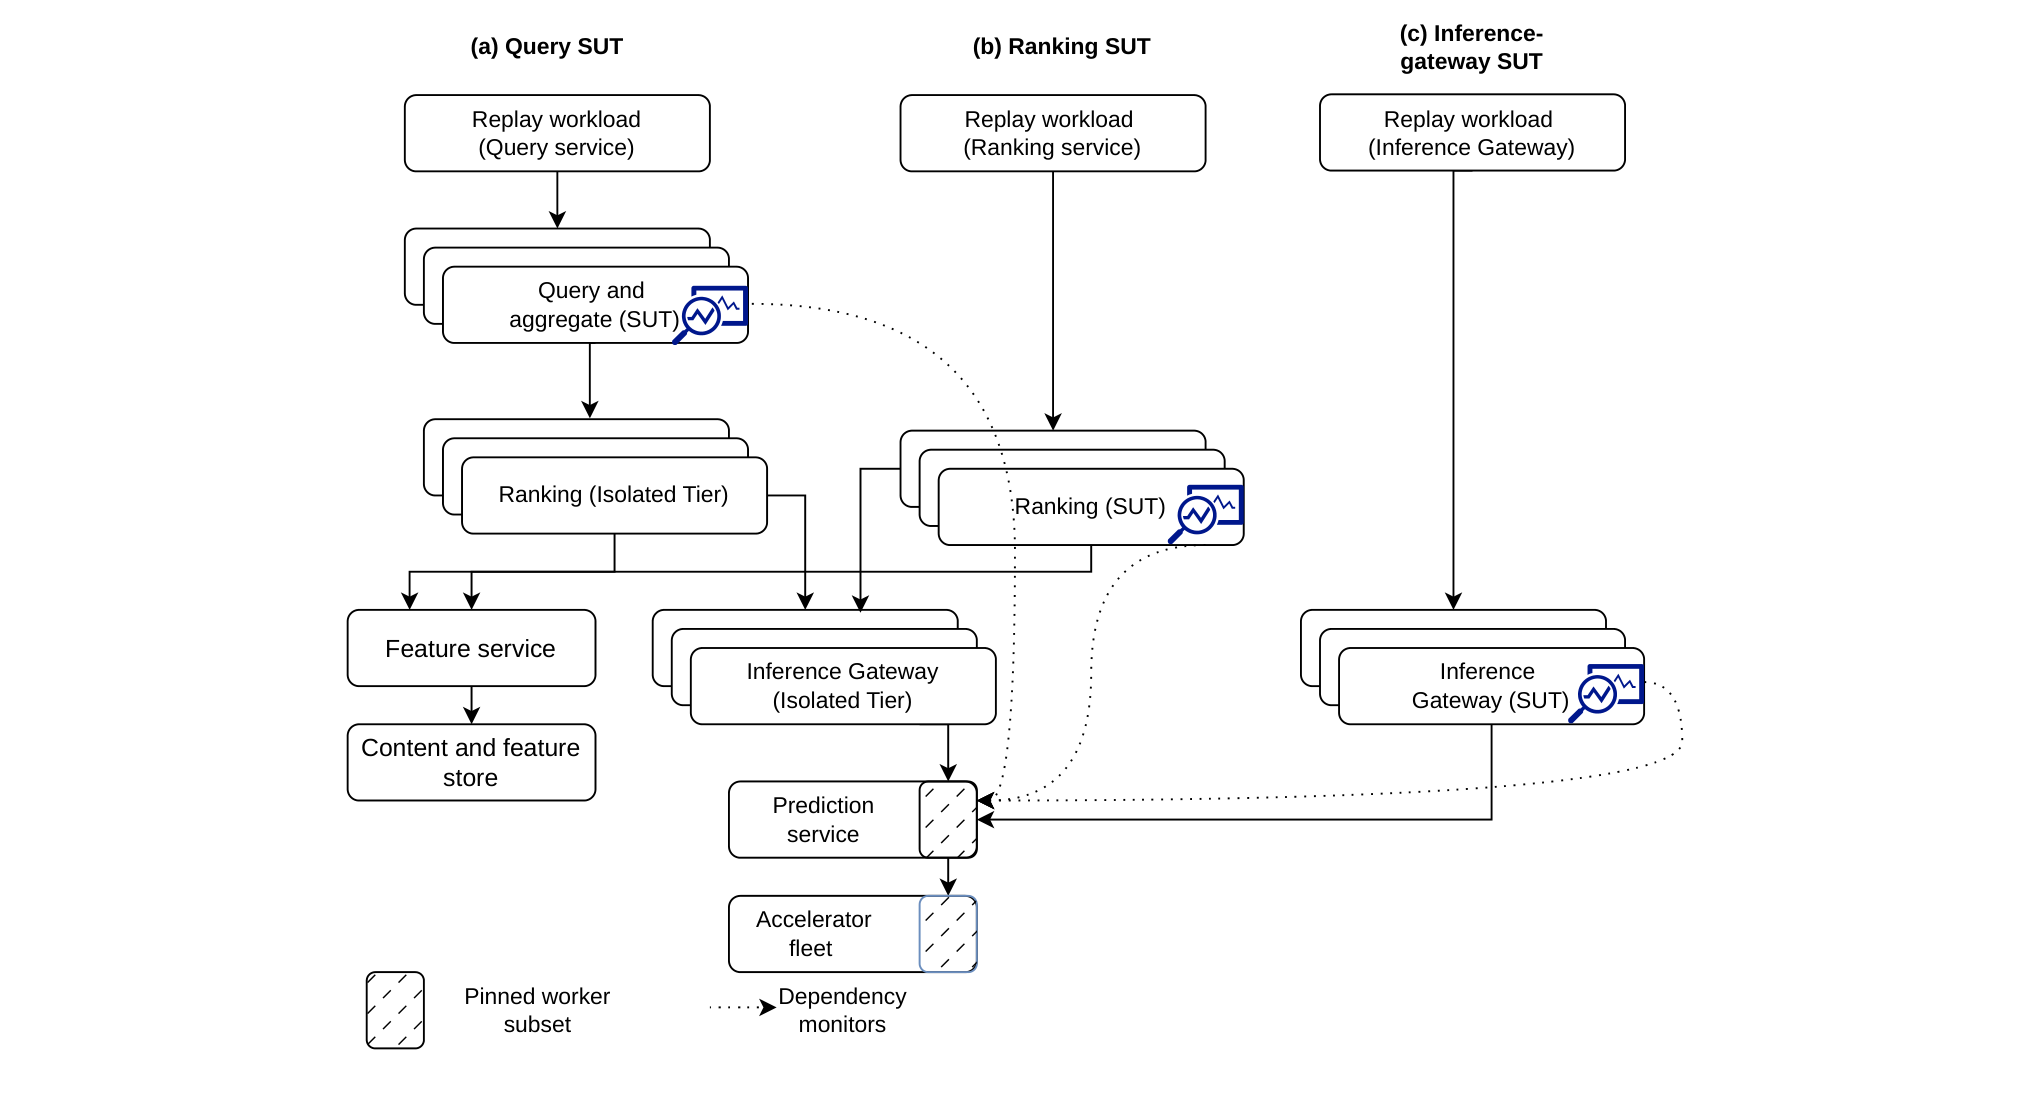 (a) Query SUT
(b) Ranking SUT
(c) Inference-
gateway SUT
Replay workload
(Query service)
Replay workload
(Ranking service)
Replay workload
(Inference Gateway)
Query and
aggregate (SUT)
Ranking (Isolated Tier)
Ranking (SUT)
Feature service
Inference Gateway
(Isolated Tier)
Inference
Gateway (SUT)
Content and feature
store
Prediction
service
Accelerator
fleet
Pinned worker
subset
Dependency
monitors